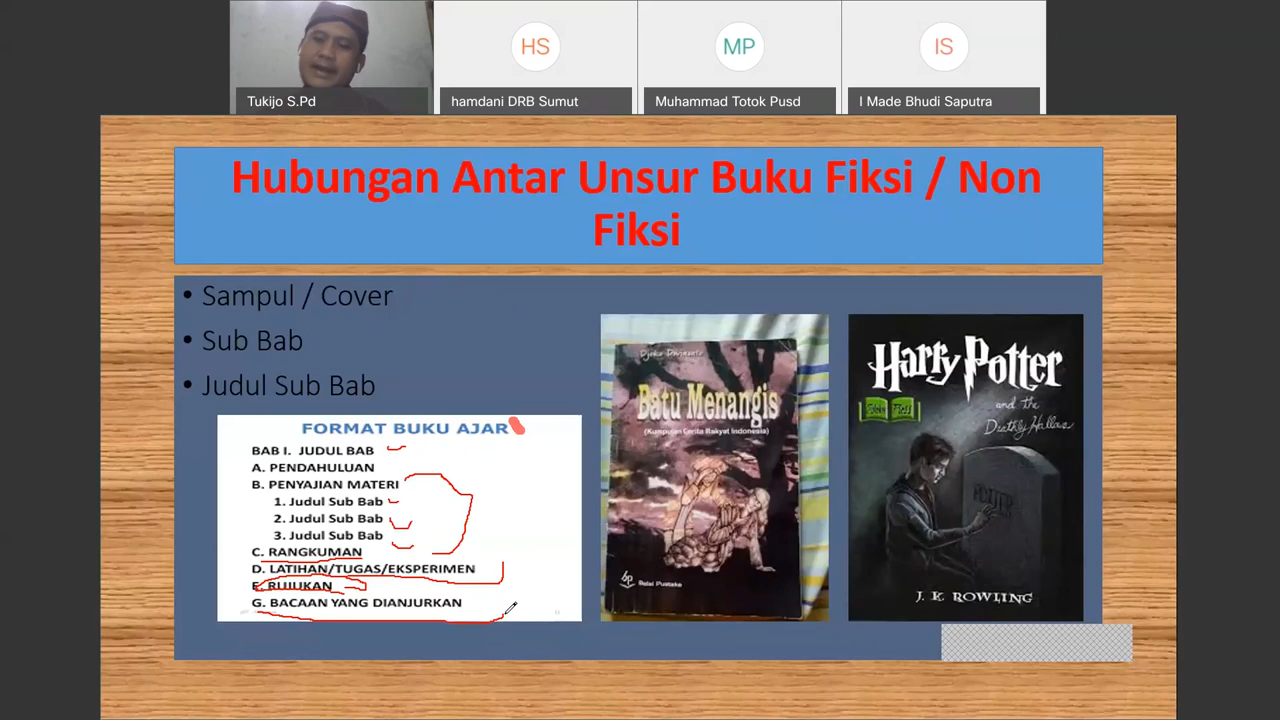 HS
MP
IS
Tukijo S.Pd
hamdani DRB Sumut
Muhammad Totok Pusd
I Made Bhudi Saputra
Hubungan Antar Unsur Buku Fiksi / Non
Fiksi
• Sampul / Cover
• Sub Bab
• Judul Sub Bab
FORMAT BUKU AJAR
BAB I. JUDUL BAB
A. PENDAHULUAN
B. PENYAJIAN MATERI
1. Judul Sub Bab
2. Judul Sub Bab
3. Judul Sub Bab
C. RANGKUMAN
D. LATIHAN/TUGAS/EKSPERIMEN
E. RUJUKAN
G. BACAAN YANG DIANJURKAN
Batu Menangis
(Kumpulan Cerita Rakyat Indonesia)
bp
Balai Pustaka
Harry Potter
and the
Deathly Hallows
J. K. ROWLING